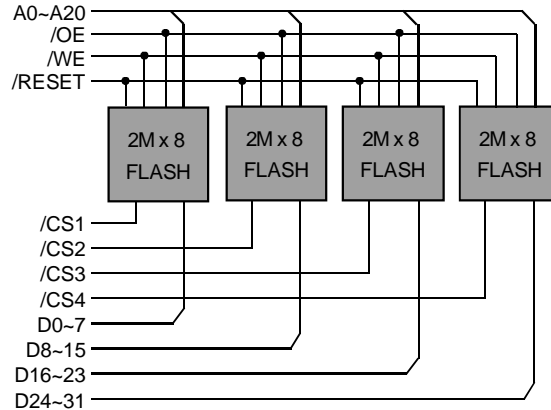 A0~A20
/OE
/WE
/RESET
2M x 8
FLASH
2M x 8
FLASH
2M x 8
FLASH
2M x 8
FLASH
/CS1
/CS2
/CS3
/CS4
D0~7
D8~15
D16~23
D24~31